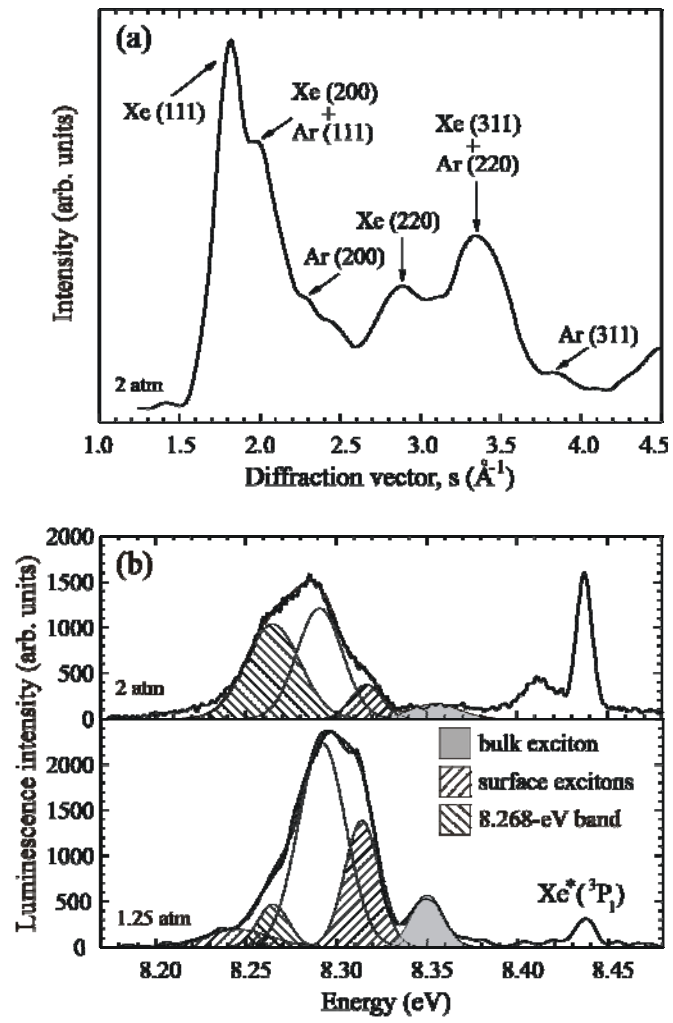 (a)
Xe (111)
Xe (200)
+
Ar (111)
Xe (311)
+
Ar (220)
Xe (220)
Ar (200)
Ar (311)
2 atm
Intensity (arb. units)
1.0 1.5 2.0 2.5 3.0 3.5 4.0 4.5
Diffraction vector, s (Å-1)
(b)
2000
1500
1000
500
0
2 atm
2000
1500
1000
500
0
bulk exciton
surface excitons
8.268-eV band
1.25 atm
Xe*(3P1)
Luminescence intensity (arb. units)
8.20 8.25 8.30 8.35 8.40 8.45
Energy (eV)